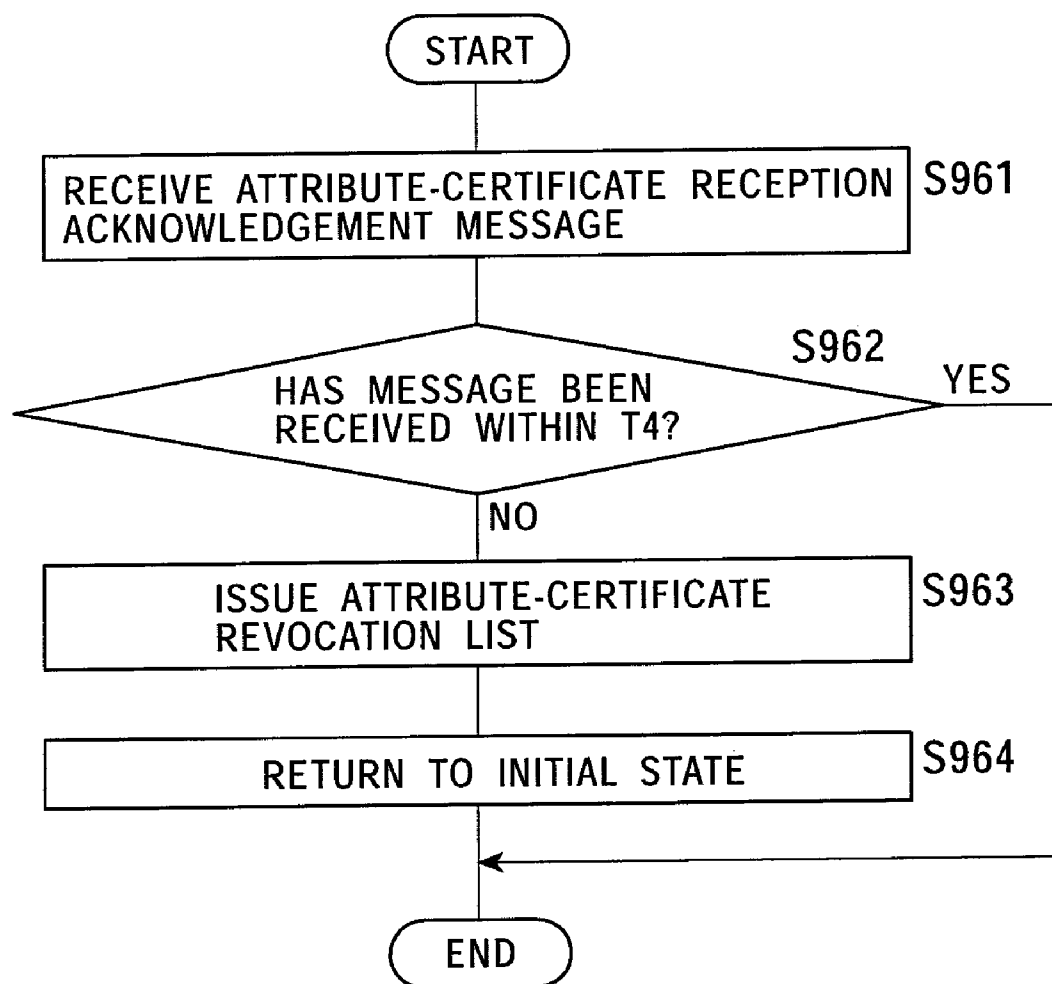 START
RECEIVE ATTRIBUTE-CERTIFICATE RECEPTION
ACKNOWLEDGEMENT MESSAGE
S961
S962
HAS MESSAGE BEEN
RECEIVED WITHIN T4?
YES
NO
ISSUE ATTRIBUTE-CERTIFICATE
REVOCATION LIST
S963
RETURN TO INITIAL STATE
S964
END